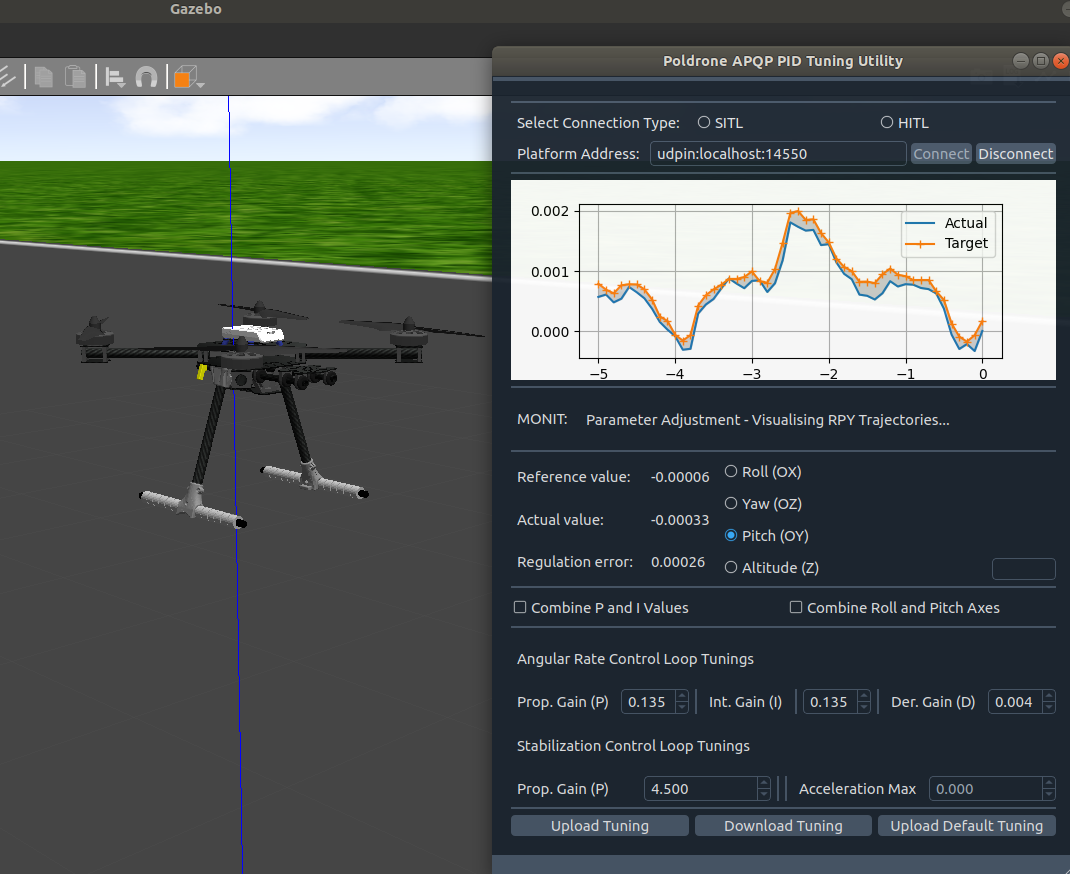 Gazebo
Poldrone APQP PID Tuning Utility
Select Connection Type: SITL HITL
Platform Address: udpin:localhost:14550 Connect Disconnect
0.002
0.001
0.000
Actual
Target
−5 −4 −3 −2 −1 0
MONIT: Parameter Adjustment - Visualising RPY Trajectories...
Reference value: -0.00006 Roll (OX)
Yaw (OZ)
Actual value: -0.00033
Pitch (OY)
Regulation error: 0.00026 Altitude (Z)
Combine P and I Values Combine Roll and Pitch Axes
Angular Rate Control Loop Tunings
Prop. Gain (P) 0.135 Int. Gain (I) 0.135 Der. Gain (D) 0.004
Stabilization Control Loop Tunings
Prop. Gain (P) 4.500 Acceleration Max 0.000
Upload Tuning Download Tuning Upload Default Tuning